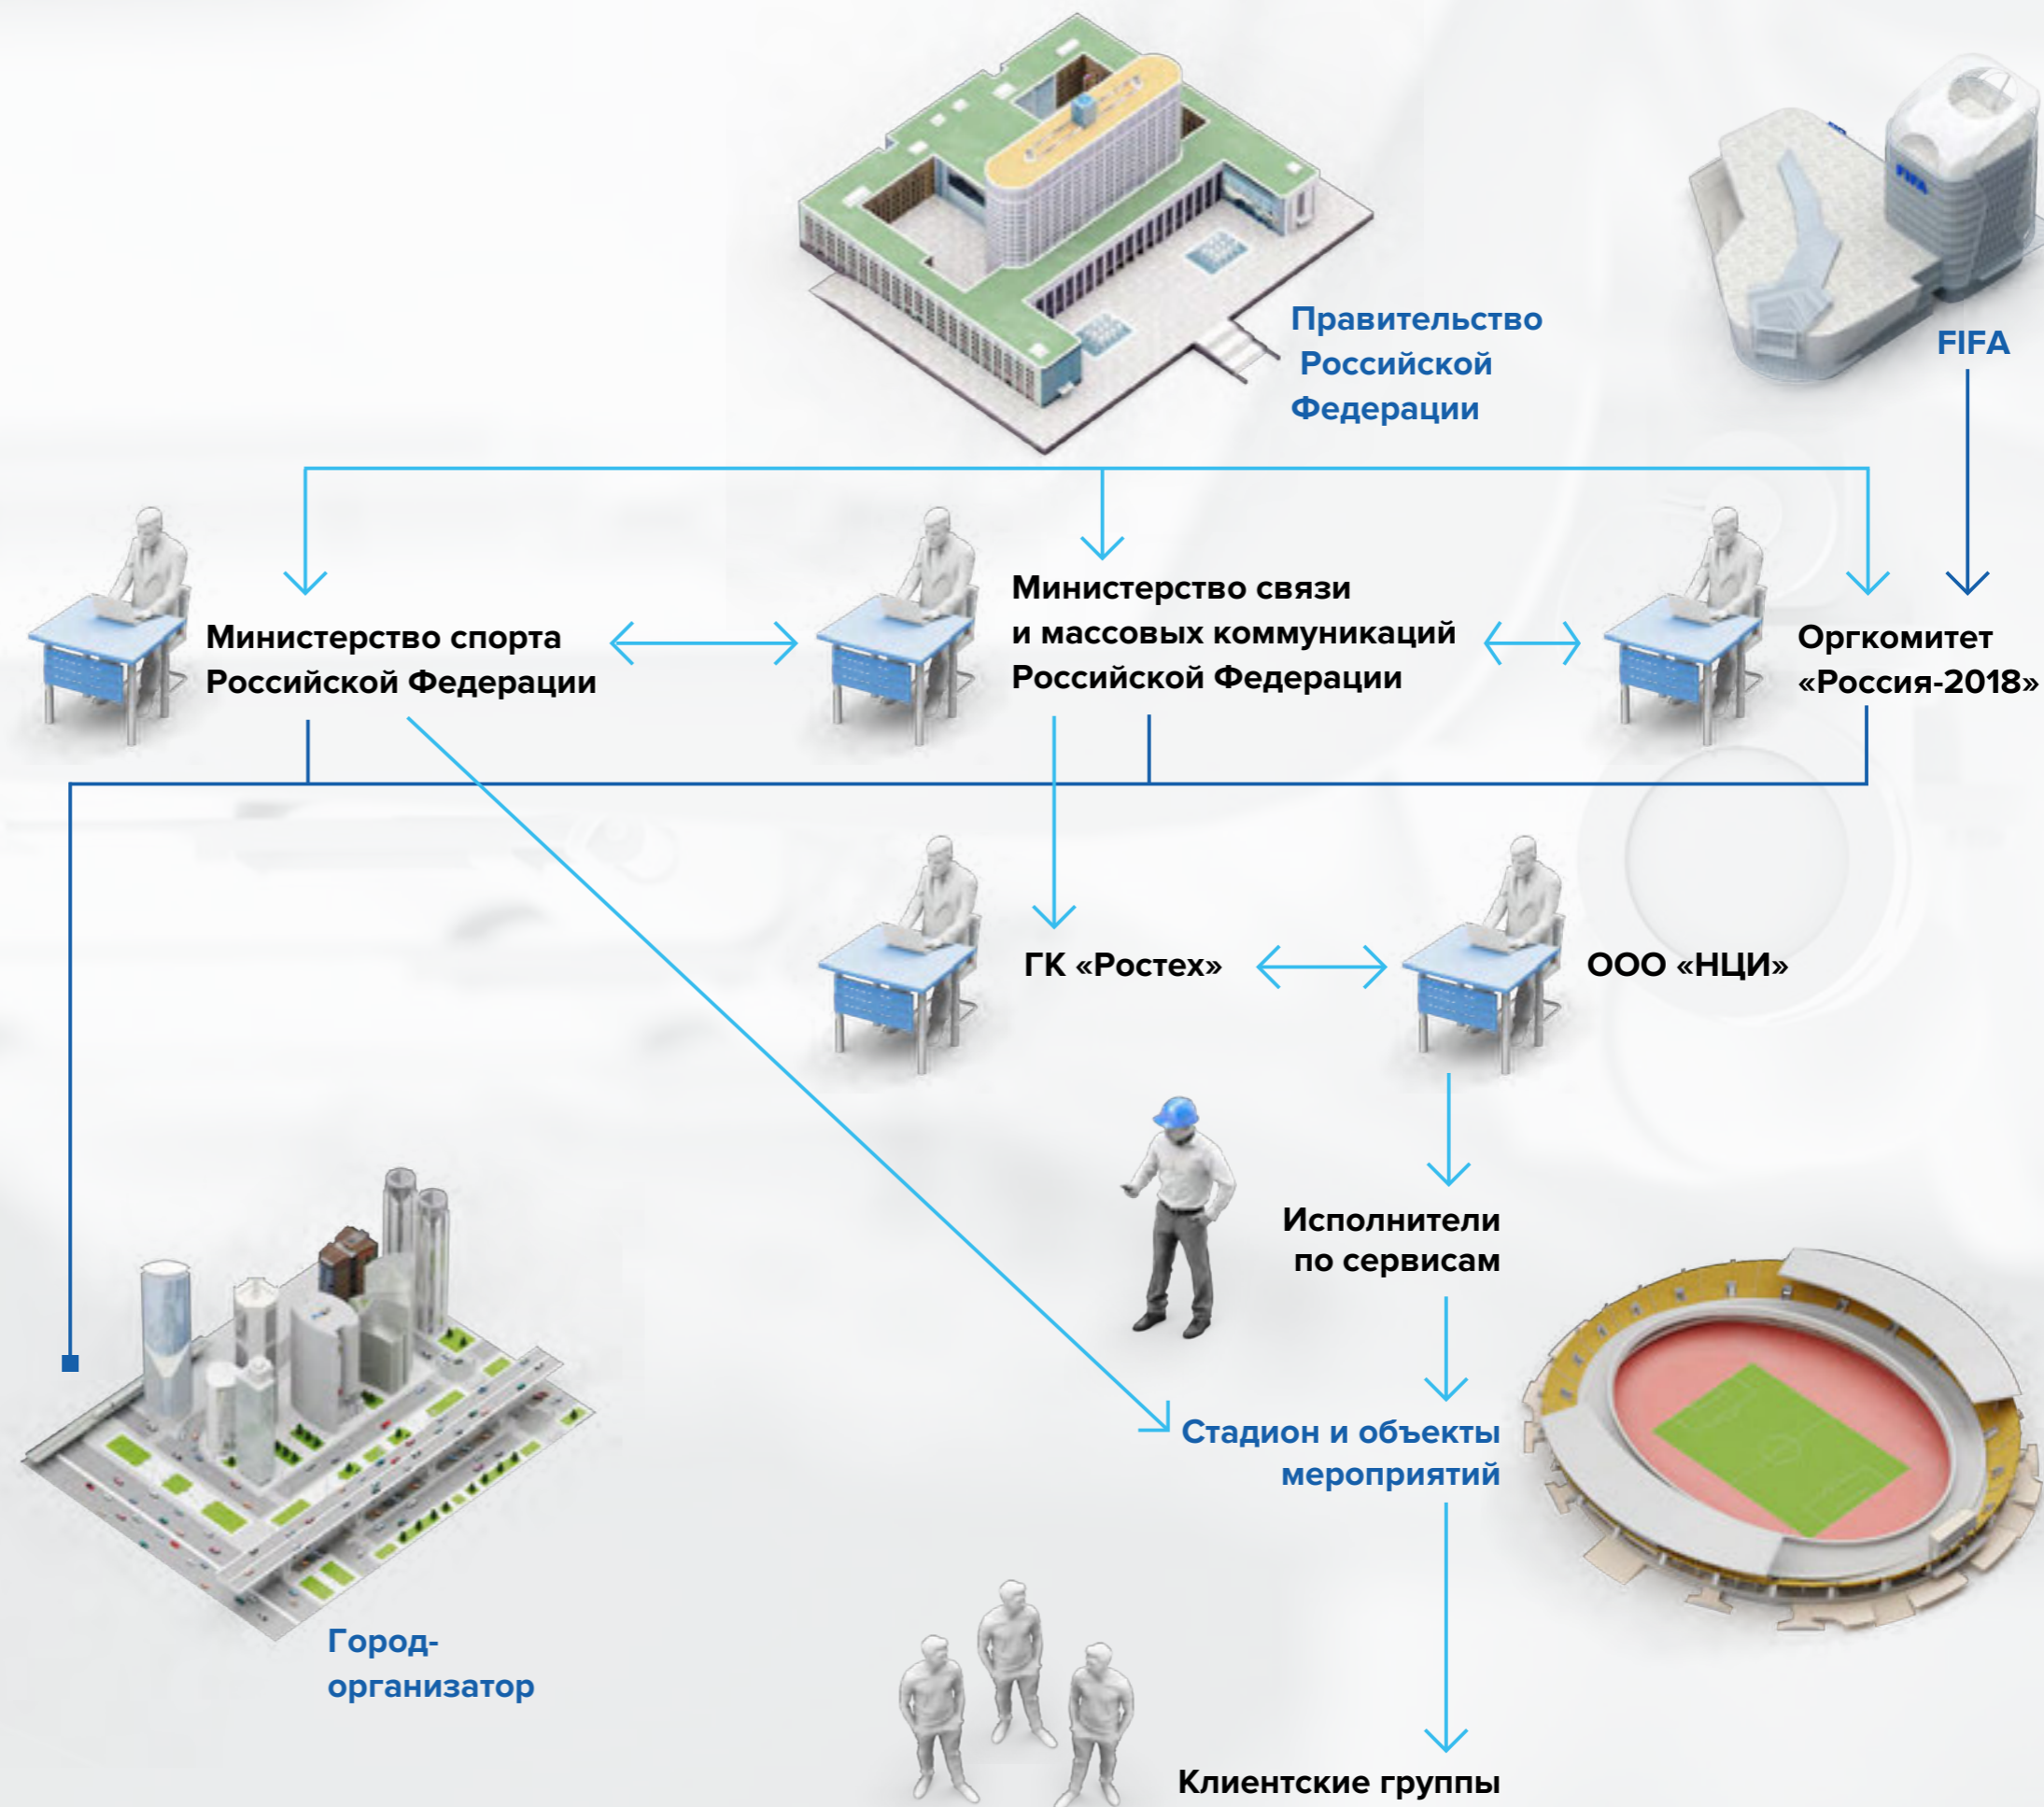 Правительство
Российской
Федерации
FIFA
FIFA
Министерство спорта
Российской Федерации
Министерство связи
и массовых коммуникаций
Российской Федерации
Оргкомитет
«Россия-2018»
ГК «Ростех»
ООО «НЦИ»
Исполнители
по сервисам
Стадион и объекты
мероприятий
Город-
организатор
Клиентские группы